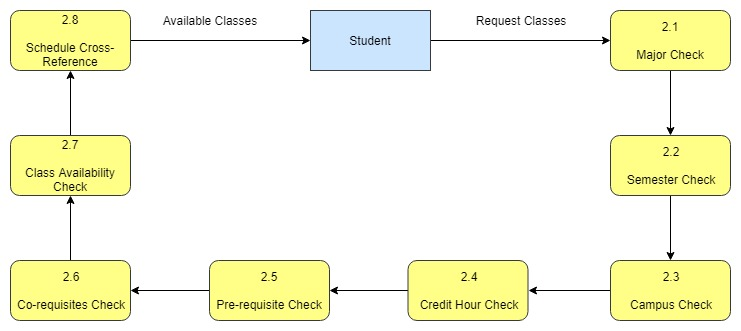 2.8
Schedule Cross-
Reference
Available Classes
Student
Request Classes
2.1
Major Check
2.7
Class Availability
Check
2.2
Semester Check
2.6
Co-requisites Check
2.5
Pre-requisite Check
2.4
Credit Hour Check
2.3
Campus Check